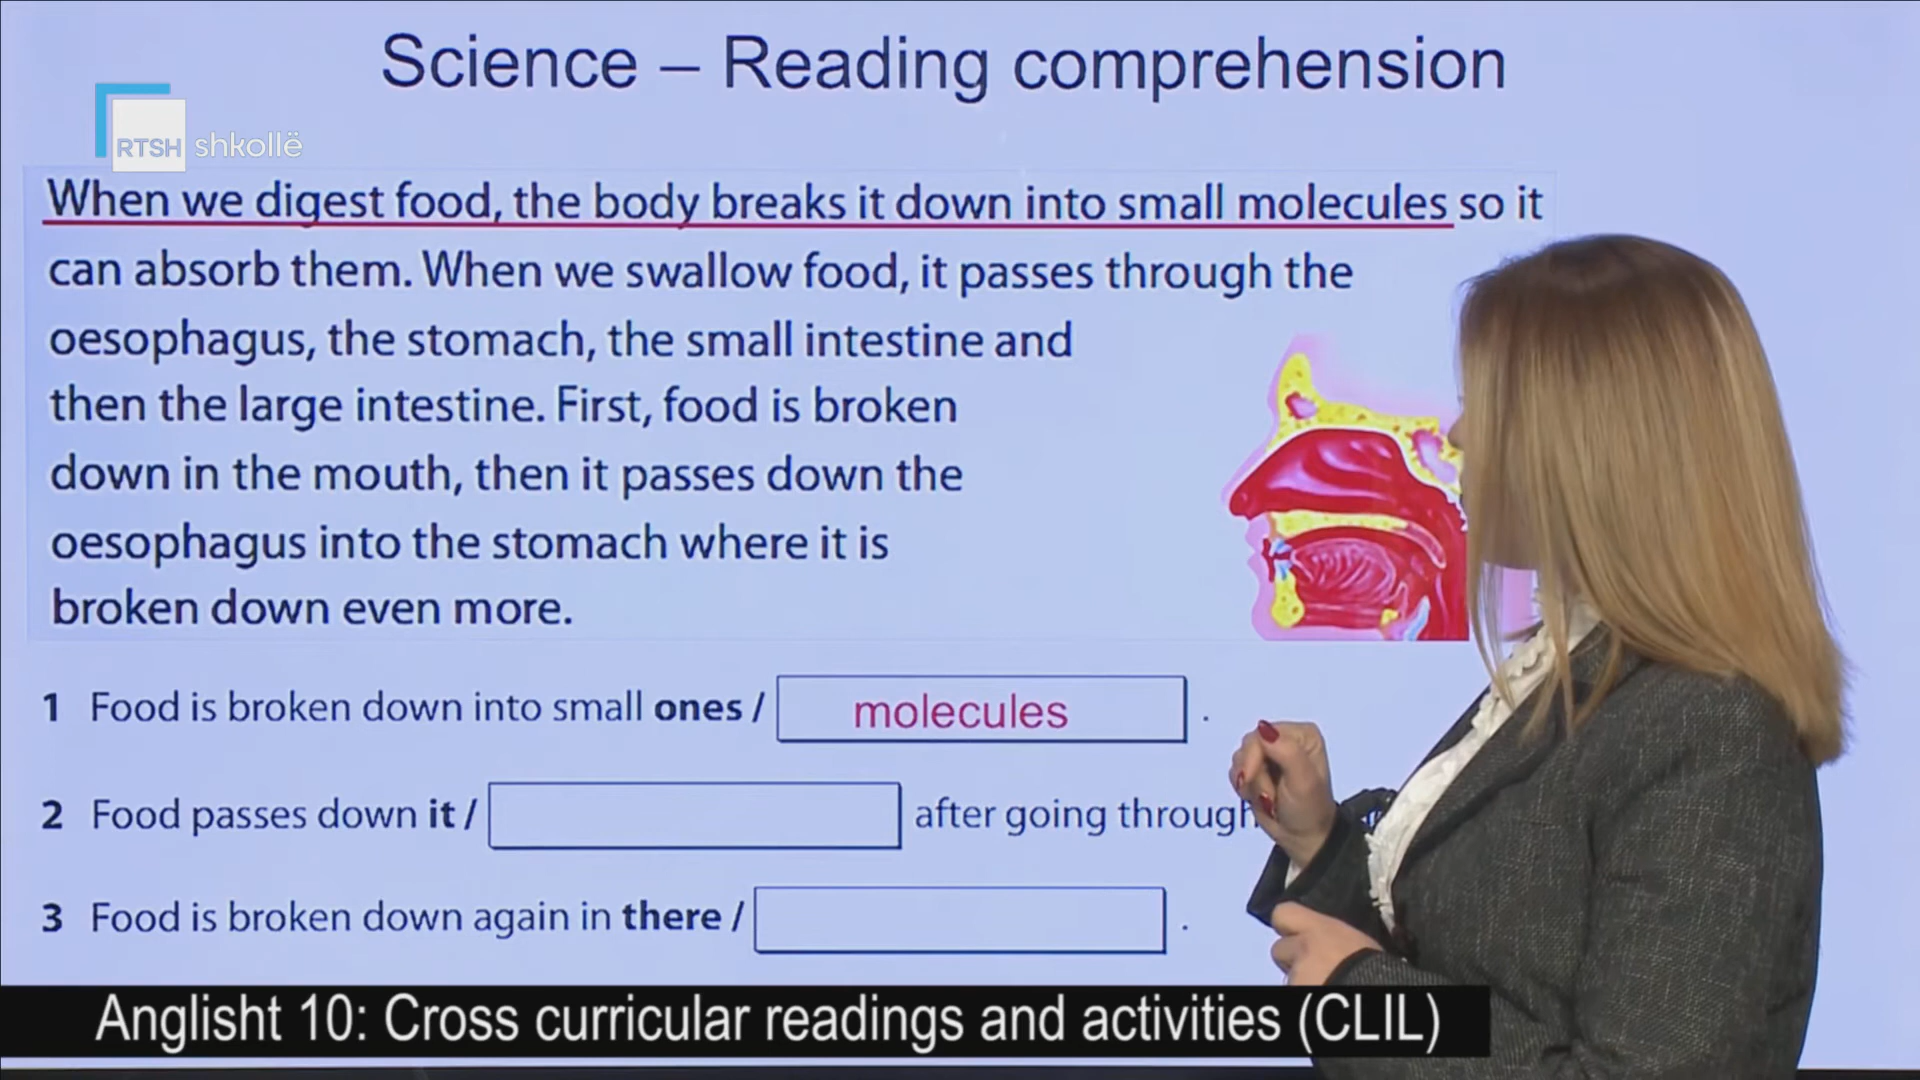 Science – Reading comprehension
RTSH shkollë
When we digest food, the body breaks it down into small molecules so it
can absorb them. When we swallow food, it passes through the
oesophagus, the stomach, the small intestine and
then the large intestine. First, food is broken
down in the mouth, then it passes down the
oesophagus into the stomach where it is
broken down even more.
1 Food is broken down into small ones / molecules .
2 Food passes down it / after going through
3 Food is broken down again in there / .
Anglisht 10: Cross curricular readings and activities (CLIL)